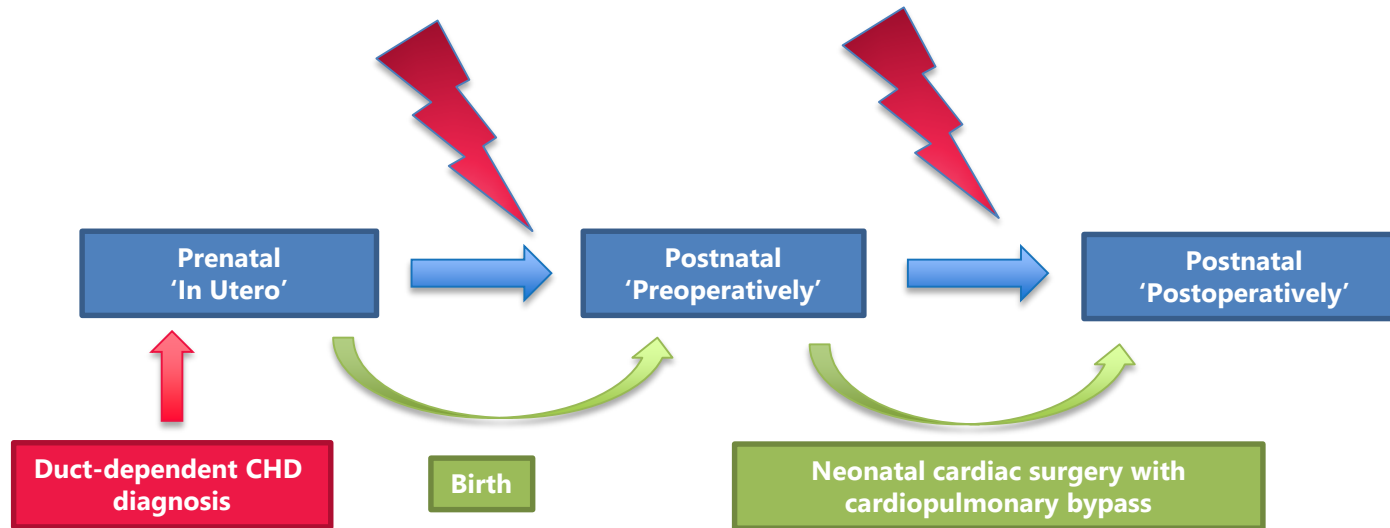 Prenatal
‘In Utero’
Postnatal
‘Preoperatively’
Postnatal
‘Postoperatively’
Duct-dependent CHD
diagnosis
Birth
Neonatal cardiac surgery with
cardiopulmonary bypass